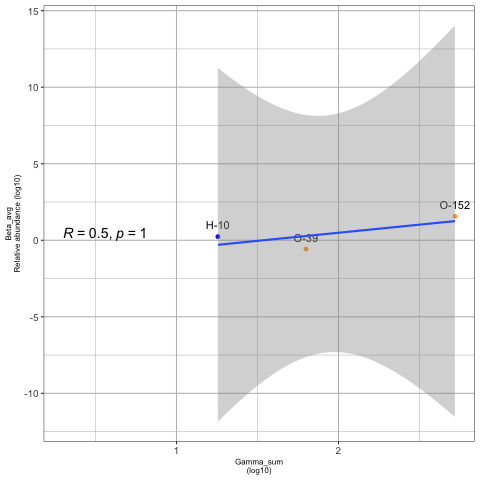 15
10
5
0
-5
-10
Beta_avg
Relative abundance (log10)
R = 0.5, p = 1
H-10
O-39
O-152
1
2
Gamma_sum
(log10)